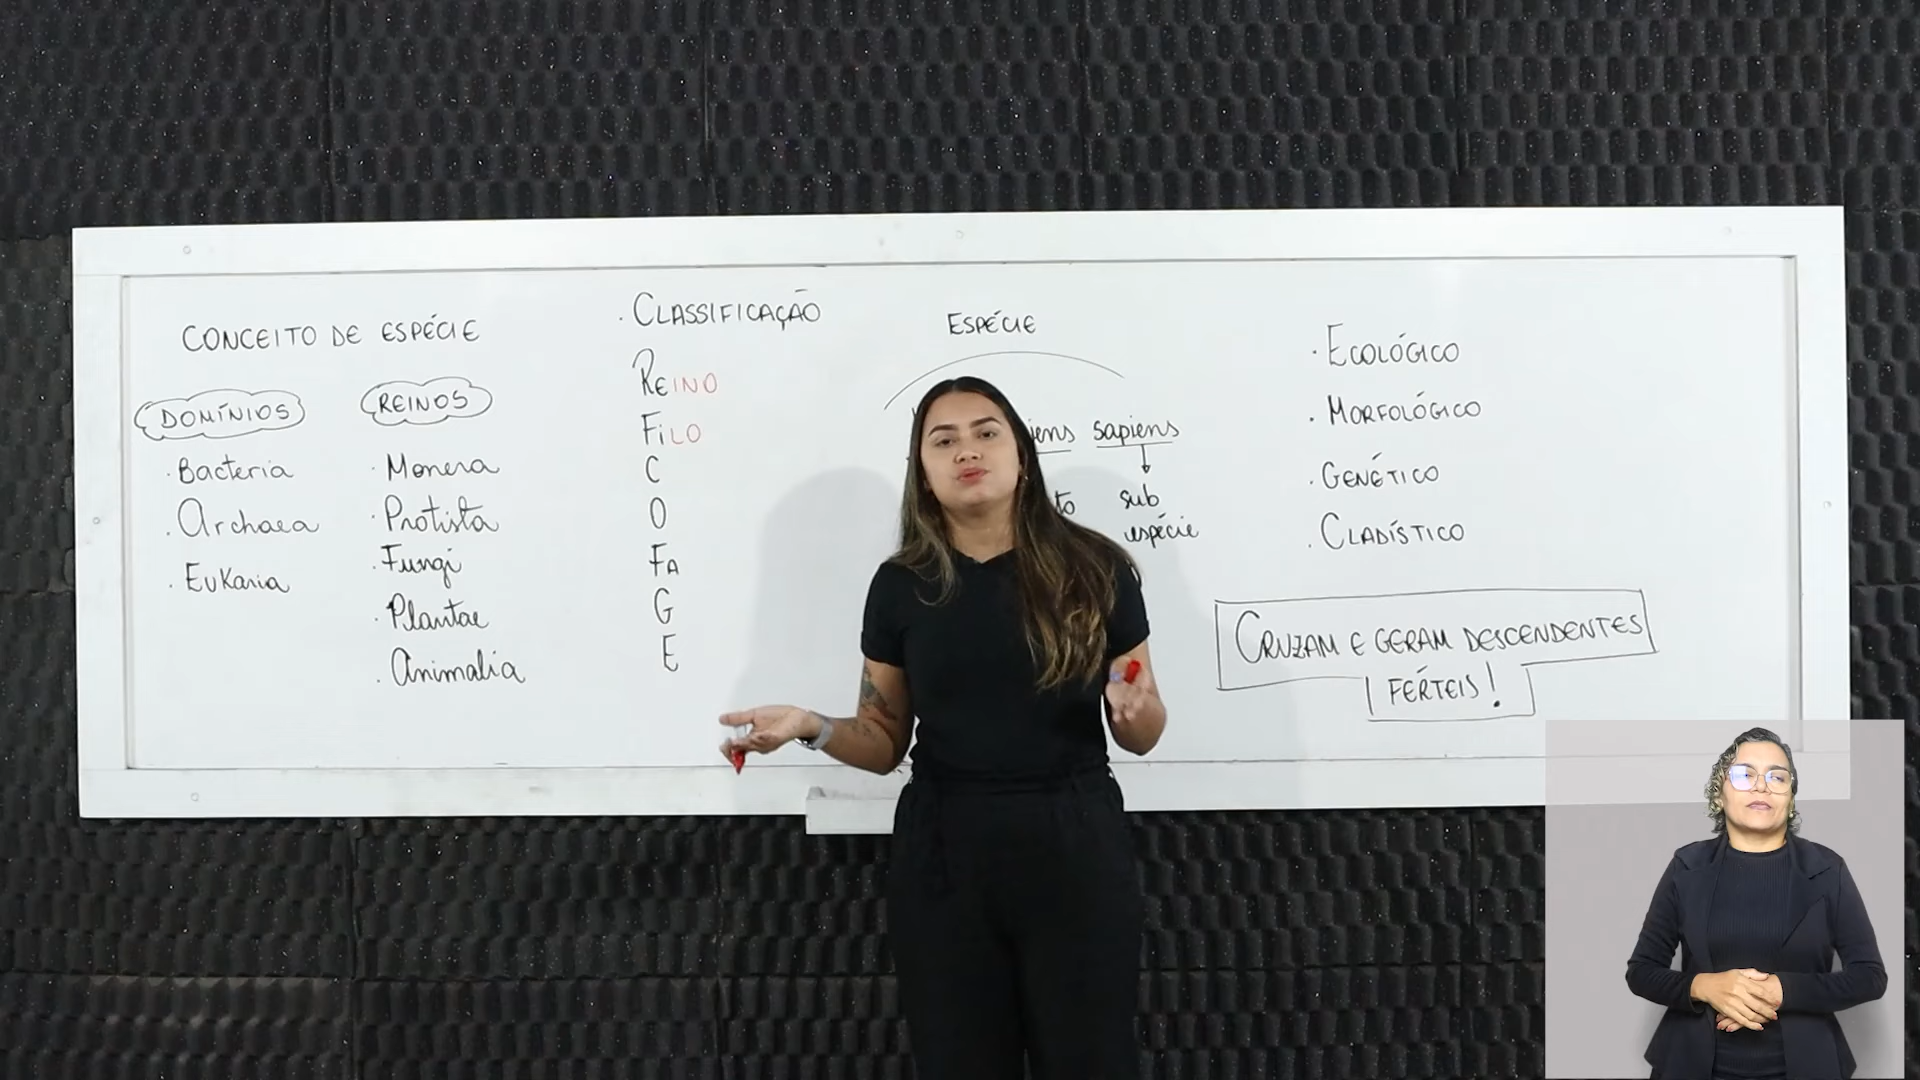 CONCEITO DE ESPÉCIE
DOMÍNIOS
· Bacteria
· Archaea
· Eukaria
REINOS
· Monera
· Protista
· Fungi
· Plantae
· Animalia
· CLASSIFICAÇÃO
REINO
FiLO
C
O
FA
G
E
ESPÉCIE
sapiens
sub
espécie
· ECOLÓGICO
· MORFOLÓGICO
· GENÉTICO
· CLADÍSTICO
CRUZAM E GERAM DESCENDENTES
FÉRTEIS!